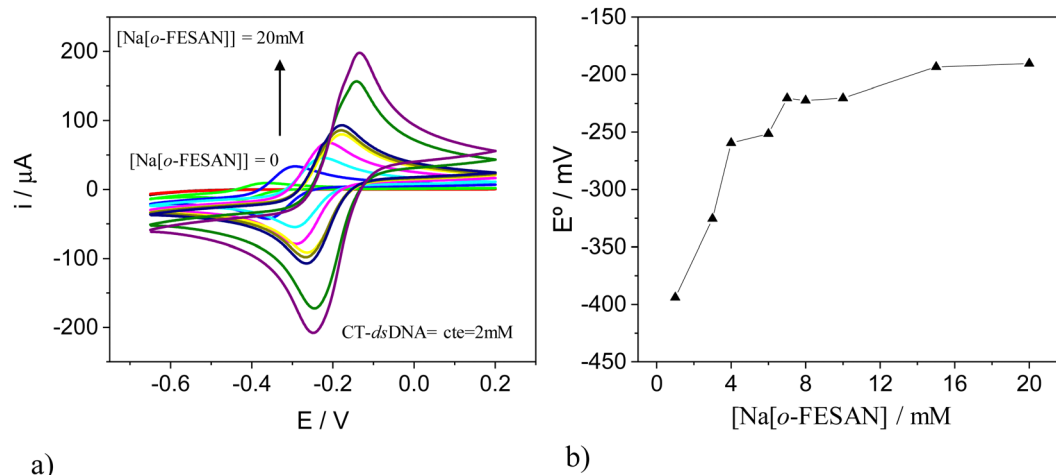 [Na[o-FESAN]] = 20mM
[Na[o-FESAN]] = 0
CT-dsDNA= cte=2mM
i / µA
200
100
0
-100
-200
-0.6 -0.4 -0.2 0.0 0.2
E / V
a)
Eº / mV
-150
-200
-250
-300
-350
-400
-450
0 4 8 12 16 20
[Na[o-FESAN] / mM
b)